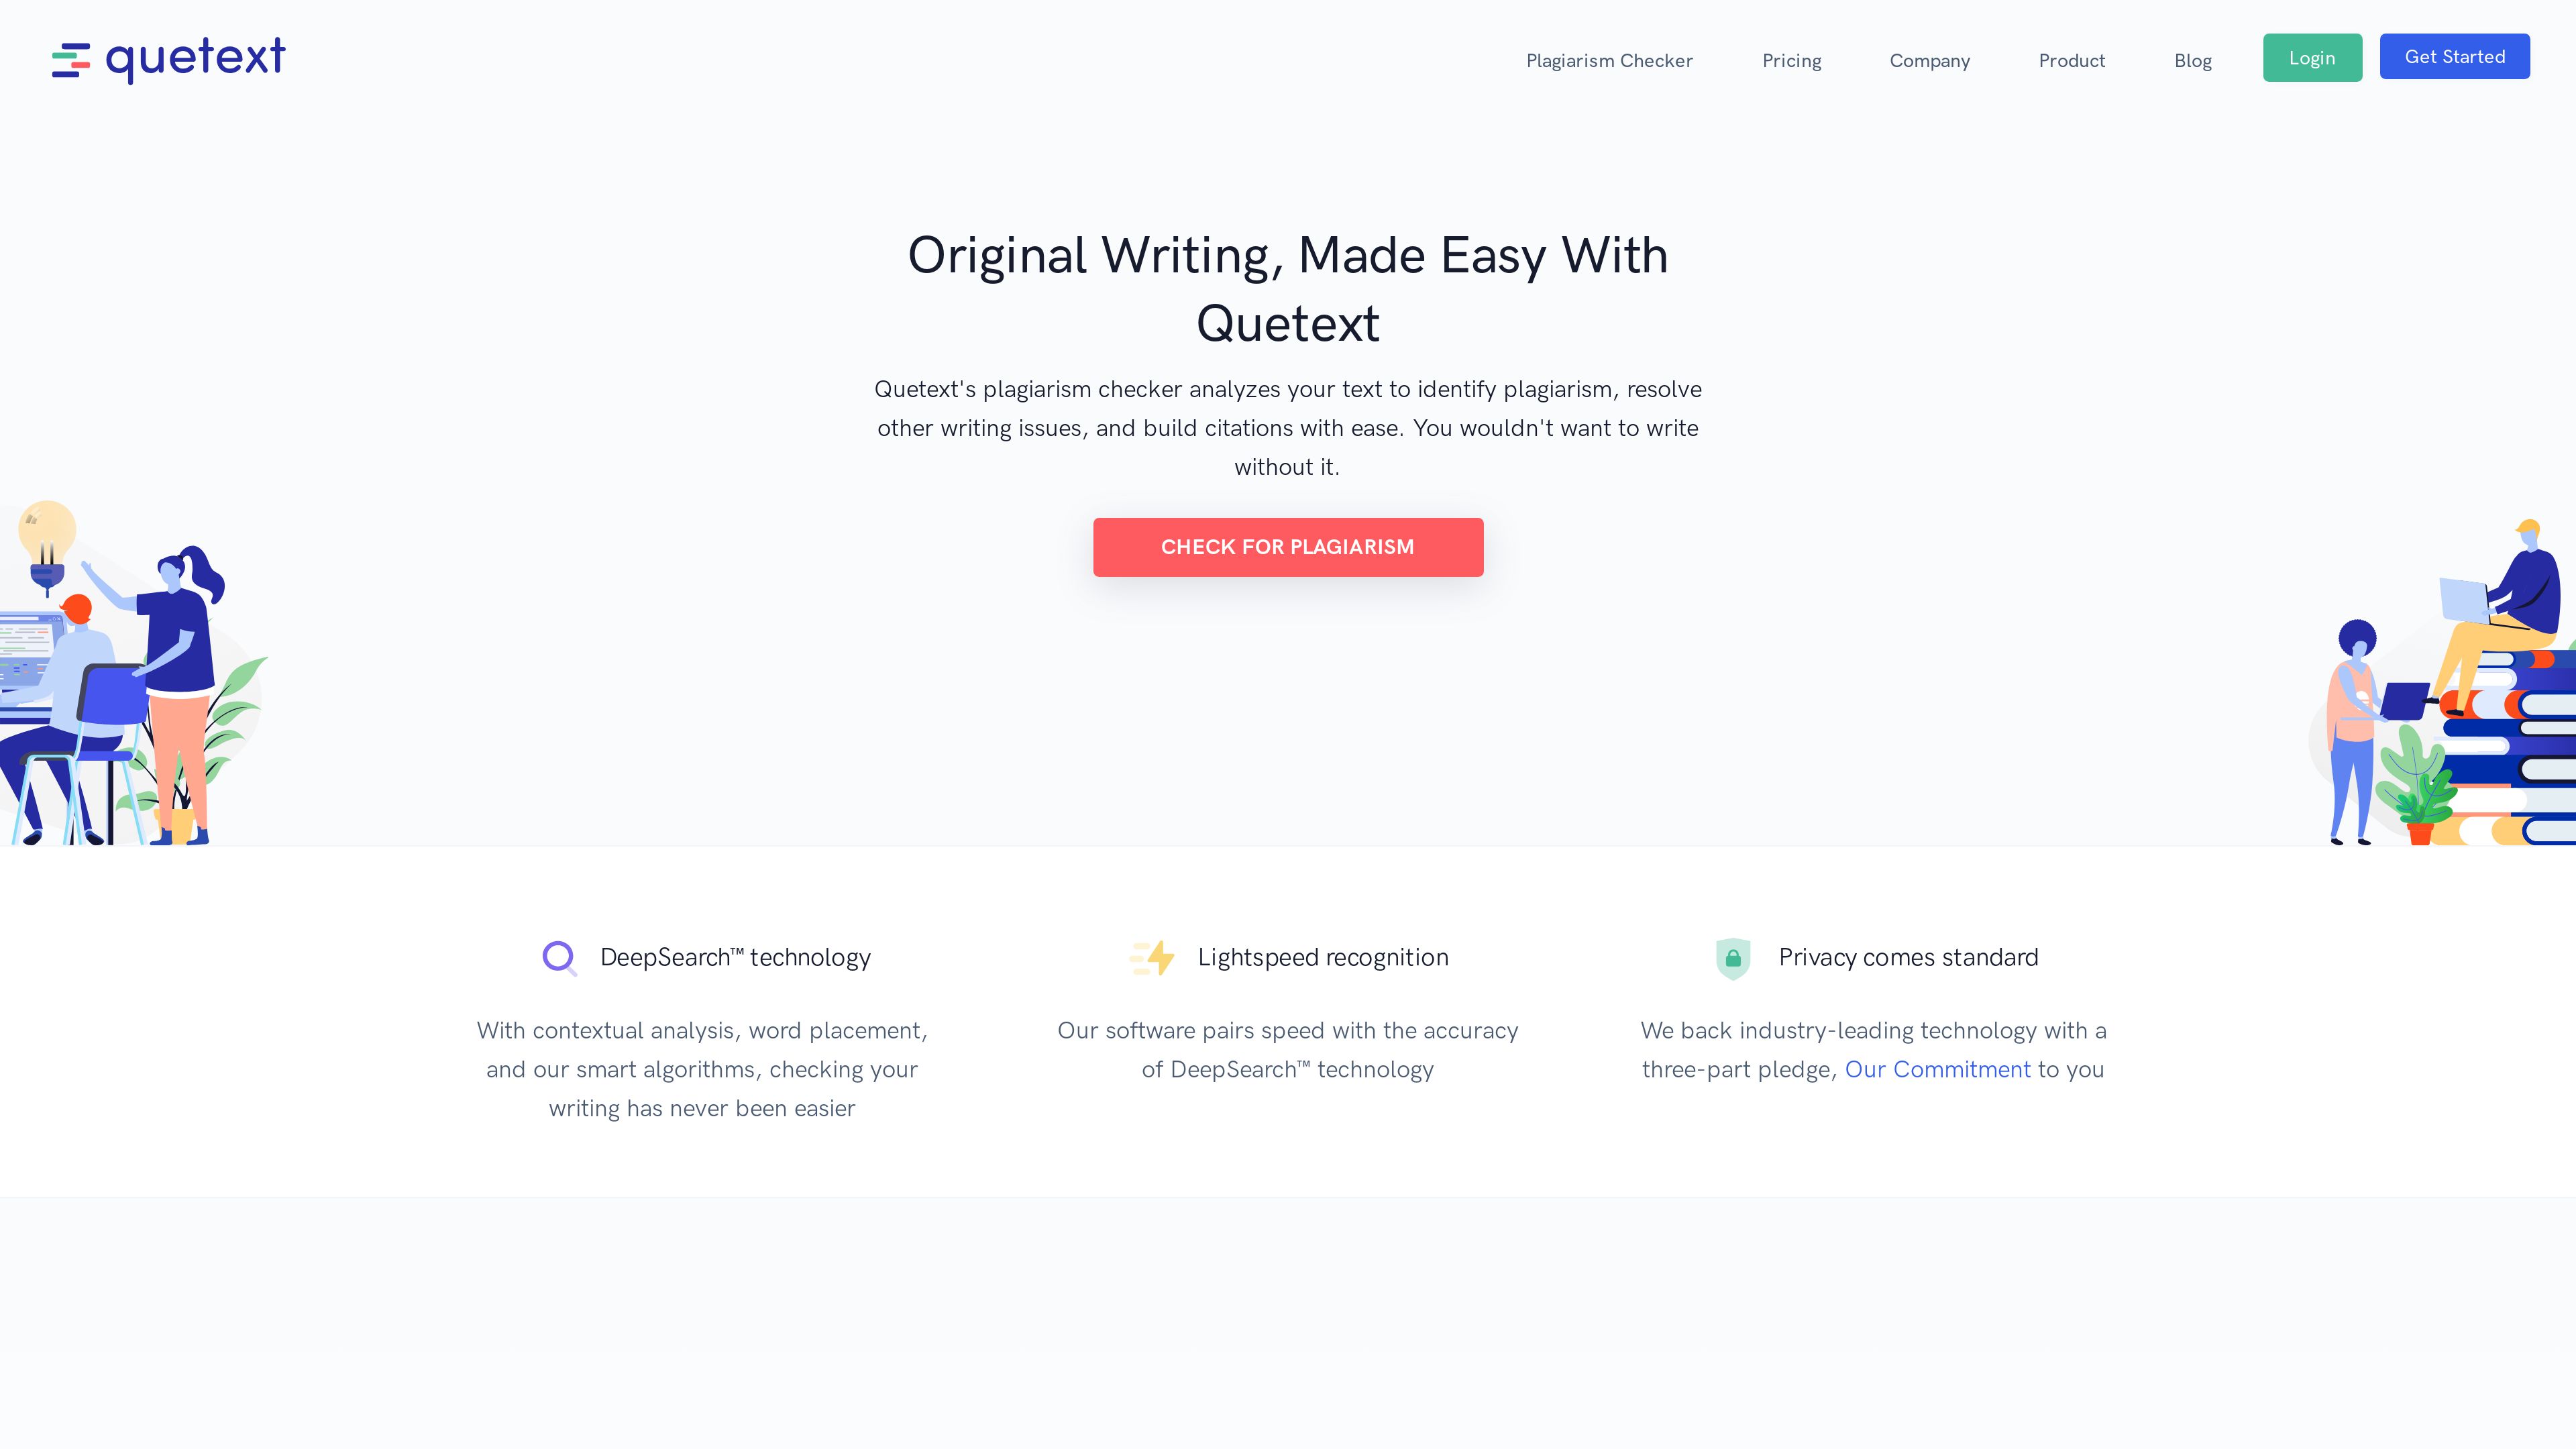 quetext
Plagiarism Checker
Pricing
Company
Product
Blog
Login
Get Started
Original Writing, Made Easy With
Quetext
Quetext's plagiarism checker analyzes your text to identify plagiarism, resolve
other writing issues, and build citations with ease. You wouldn't want to write
without it.
CHECK FOR PLAGIARISM
DeepSearch™ technology
With contextual analysis, word placement,
and our smart algorithms, checking your
writing has never been easier
Lightspeed recognition
Our software pairs speed with the accuracy
of DeepSearch™ technology
Privacy comes standard
We back industry-leading technology with a
three-part pledge, Our Commitment to you